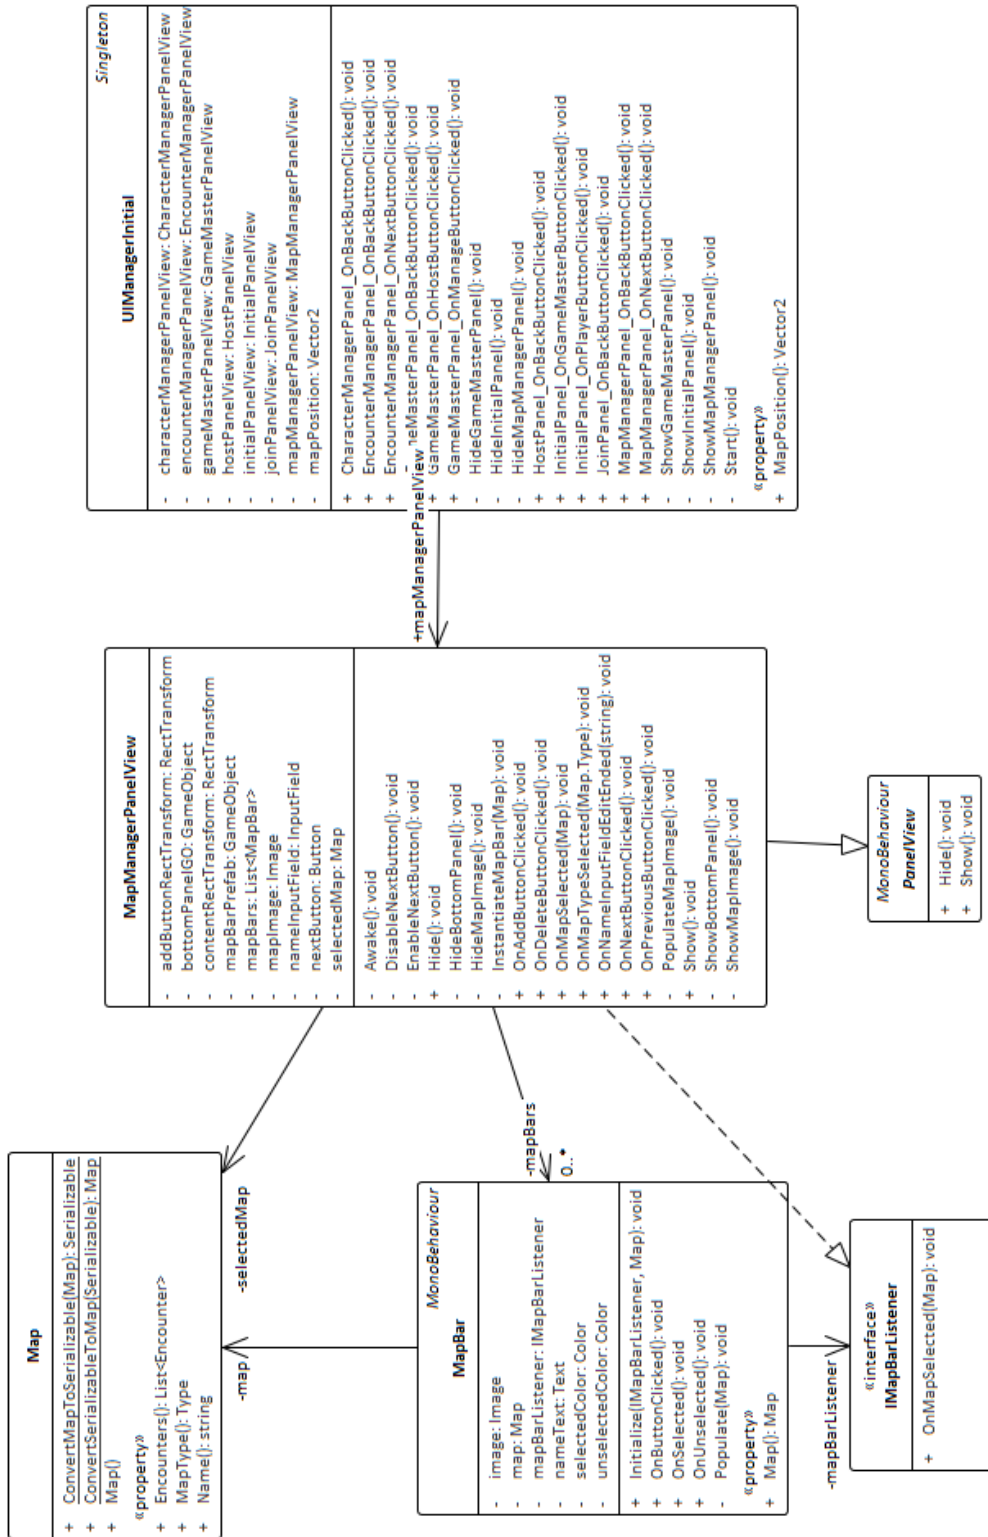 Singleton
UIManagerInitial
- characterManagerPanelView: CharacterManagerPanelView
- encounterManagerPanelView: EncounterManagerPanelView
- gameMasterPanelView: GameMasterPanelView
- hostPanelView: HostPanelView
- initialPanelView: InitialPanelView
- joinPanelView: JoinPanelView
- mapManagerPanelView: MapManagerPanelView
- mapPosition: Vector2
+ CharacterManagerPanel_OnBackButtonClicked(): void
+ EncounterManagerPanel_OnBackButtonClicked(): void
+ EncounterManagerPanel_OnNextButtonClicked(): void
eMasterPanel_OnBackButtonClicked(): void
+ GameMasterPanel_OnHostButtonClicked(): void
+ GameMasterPanel_OnManageButtonClicked(): void
- HideGameMasterPanel(): void
- HideInitialPanel(): void
- HideMapManagerPanel(): void
+ HostPanel_OnBackButtonClicked(): void
+ InitialPanel_OnGameMasterButtonClicked(): void
+ InitialPanel_OnPlayerButtonClicked(): void
+ JoinPanel_OnBackButtonClicked(): void
+ MapManagerPanel_OnBackButtonClicked(): void
+ MapManagerPanel_OnNextButtonClicked(): void
- ShowGameMasterPanel(): void
- ShowInitialPanel(): void
- ShowMapManagerPanel(): void
- Start(): void
«property»
+ MapPosition(): Vector2
+mapManagerPanelView
MapManagerPanelView
- addButtonRectTransform: RectTransform
- bottomPanelGO: GameObject
- contentRectTransform: RectTransform
- mapBarPrefab: GameObject
- mapBars: List<MapBar>
- mapImage: Image
- nameInputField: InputField
- nextButton: Button
- selectedMap: Map
- Awake(): void
- DisableNextButton(): void
- EnableNextButton(): void
+ Hide(): void
- HideBottomPanel(): void
- HideMapImage(): void
- InstantiateMapBar(Map): void
+ OnAddButtonClicked(): void
+ OnDeleteButtonClicked(): void
+ OnMapSelected(Map): void
+ OnMapTypeSelected(Map.Type): void
+ OnNameInputFieldEditEnded(string): void
+ OnNextButtonClicked(): void
+ OnPreviousButtonClicked(): void
- PopulateMapImage(): void
+ Show(): void
- ShowBottomPanel(): void
- ShowMapImage(): void
MonoBehaviour
PanelView
+ Hide(): void
+ Show(): void
Map
+ ConvertMapToSerializable(Map): Serializable
+ ConvertSerializableToMap(Serializable): Map
+ Map()
«property»
+ Encounters(): List<Encounter>
+ MapType(): Type
+ Name(): string
-selectedMap
-map
-mapBars
0..*
MonoBehaviour
MapBar
- image: Image
- map: Map
- mapBarListener: IMapBarListener
- nameText: Text
- selectedColor: Color
- unselectedColor: Color
+ Initialize(IMapBarListener, Map): void
+ OnButtonClicked(): void
+ OnSelected(): void
+ OnUnselected(): void
- Populate(Map): void
«property»
+ Map(): Map
-mapBarListener
«interface»
IMapBarListener
+ OnMapSelected(Map): void